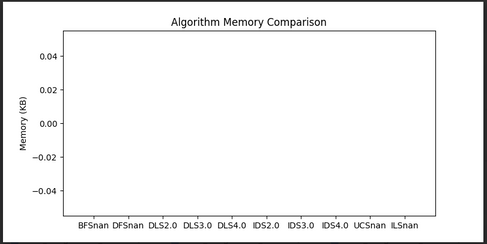 Algorithm Memory Comparison
Memory (KB)
0.04
0.02
0.00
−0.02
−0.04
BFSnan DFSnan DLS2.0 DLS3.0 DLS4.0 IDS2.0 IDS3.0 IDS4.0 UCSnan ILSnan